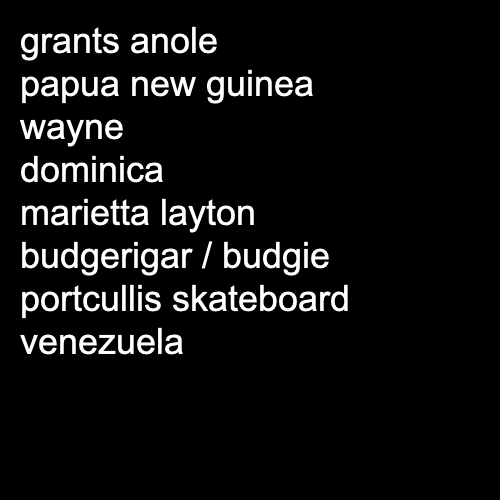 grants anole
papua new guinea
wayne
dominica
marietta layton
budgerigar / budgie
portcullis skateboard
venezuela